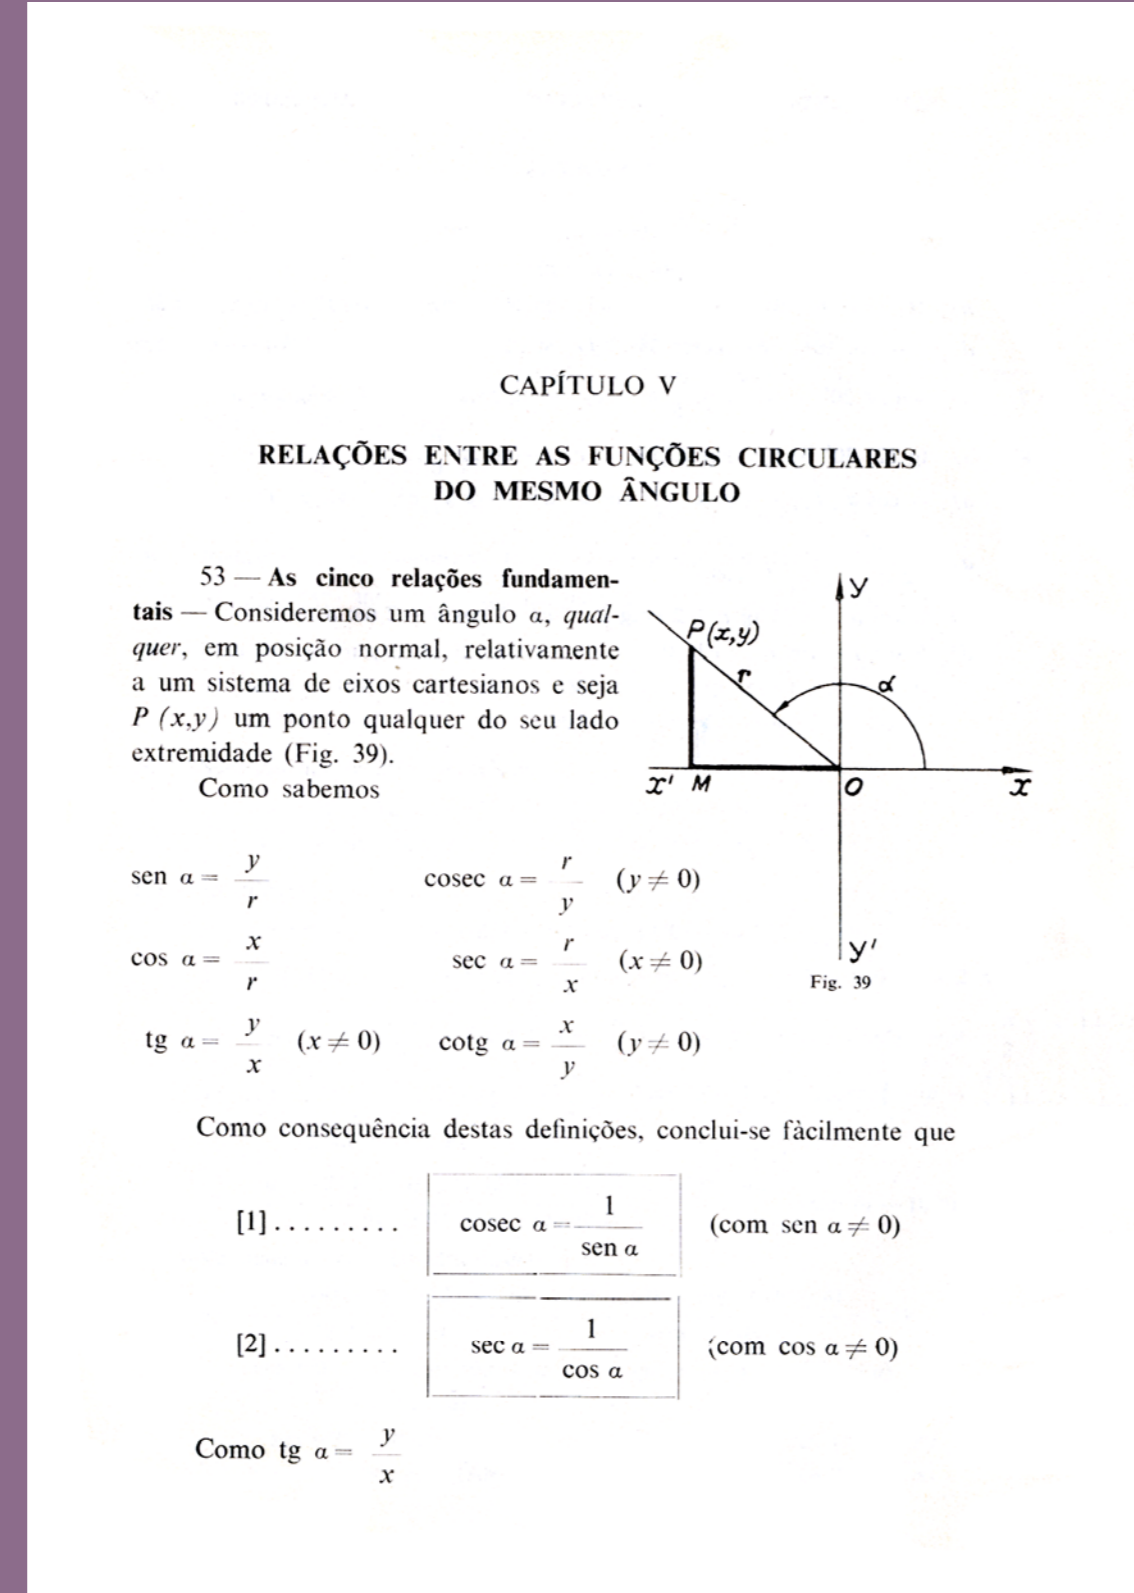 CAPÍTULO V
RELAÇÕES ENTRE AS FUNÇÕES CIRCULARES
DO MESMO ÂNGULO
53 — As cinco relações fundamen-
tais — Consideremos um ângulo α, qual-
quer, em posição normal, relativamente
a um sistema de eixos cartesianos e seja
P (x,y) um ponto qualquer do seu lado
extremidade (Fig. 39).
Como sabemos
y
P(x,y)
r
α
x' M O x
y'
Fig. 39
sen α = y/r cosec α = r/y (y ≠ 0)
cos α = x/r sec α = r/x (x ≠ 0)
tg α = y/x (x ≠ 0) cotg α = x/y (y ≠ 0)
Como consequência destas definições, conclui-se fàcilmente que
[1] . . . . . . . . . cosec α = 1/sen α (com sen α ≠ 0)
[2] . . . . . . . . . sec α = 1/cos α (com cos α ≠ 0)
Como tg α = y/x